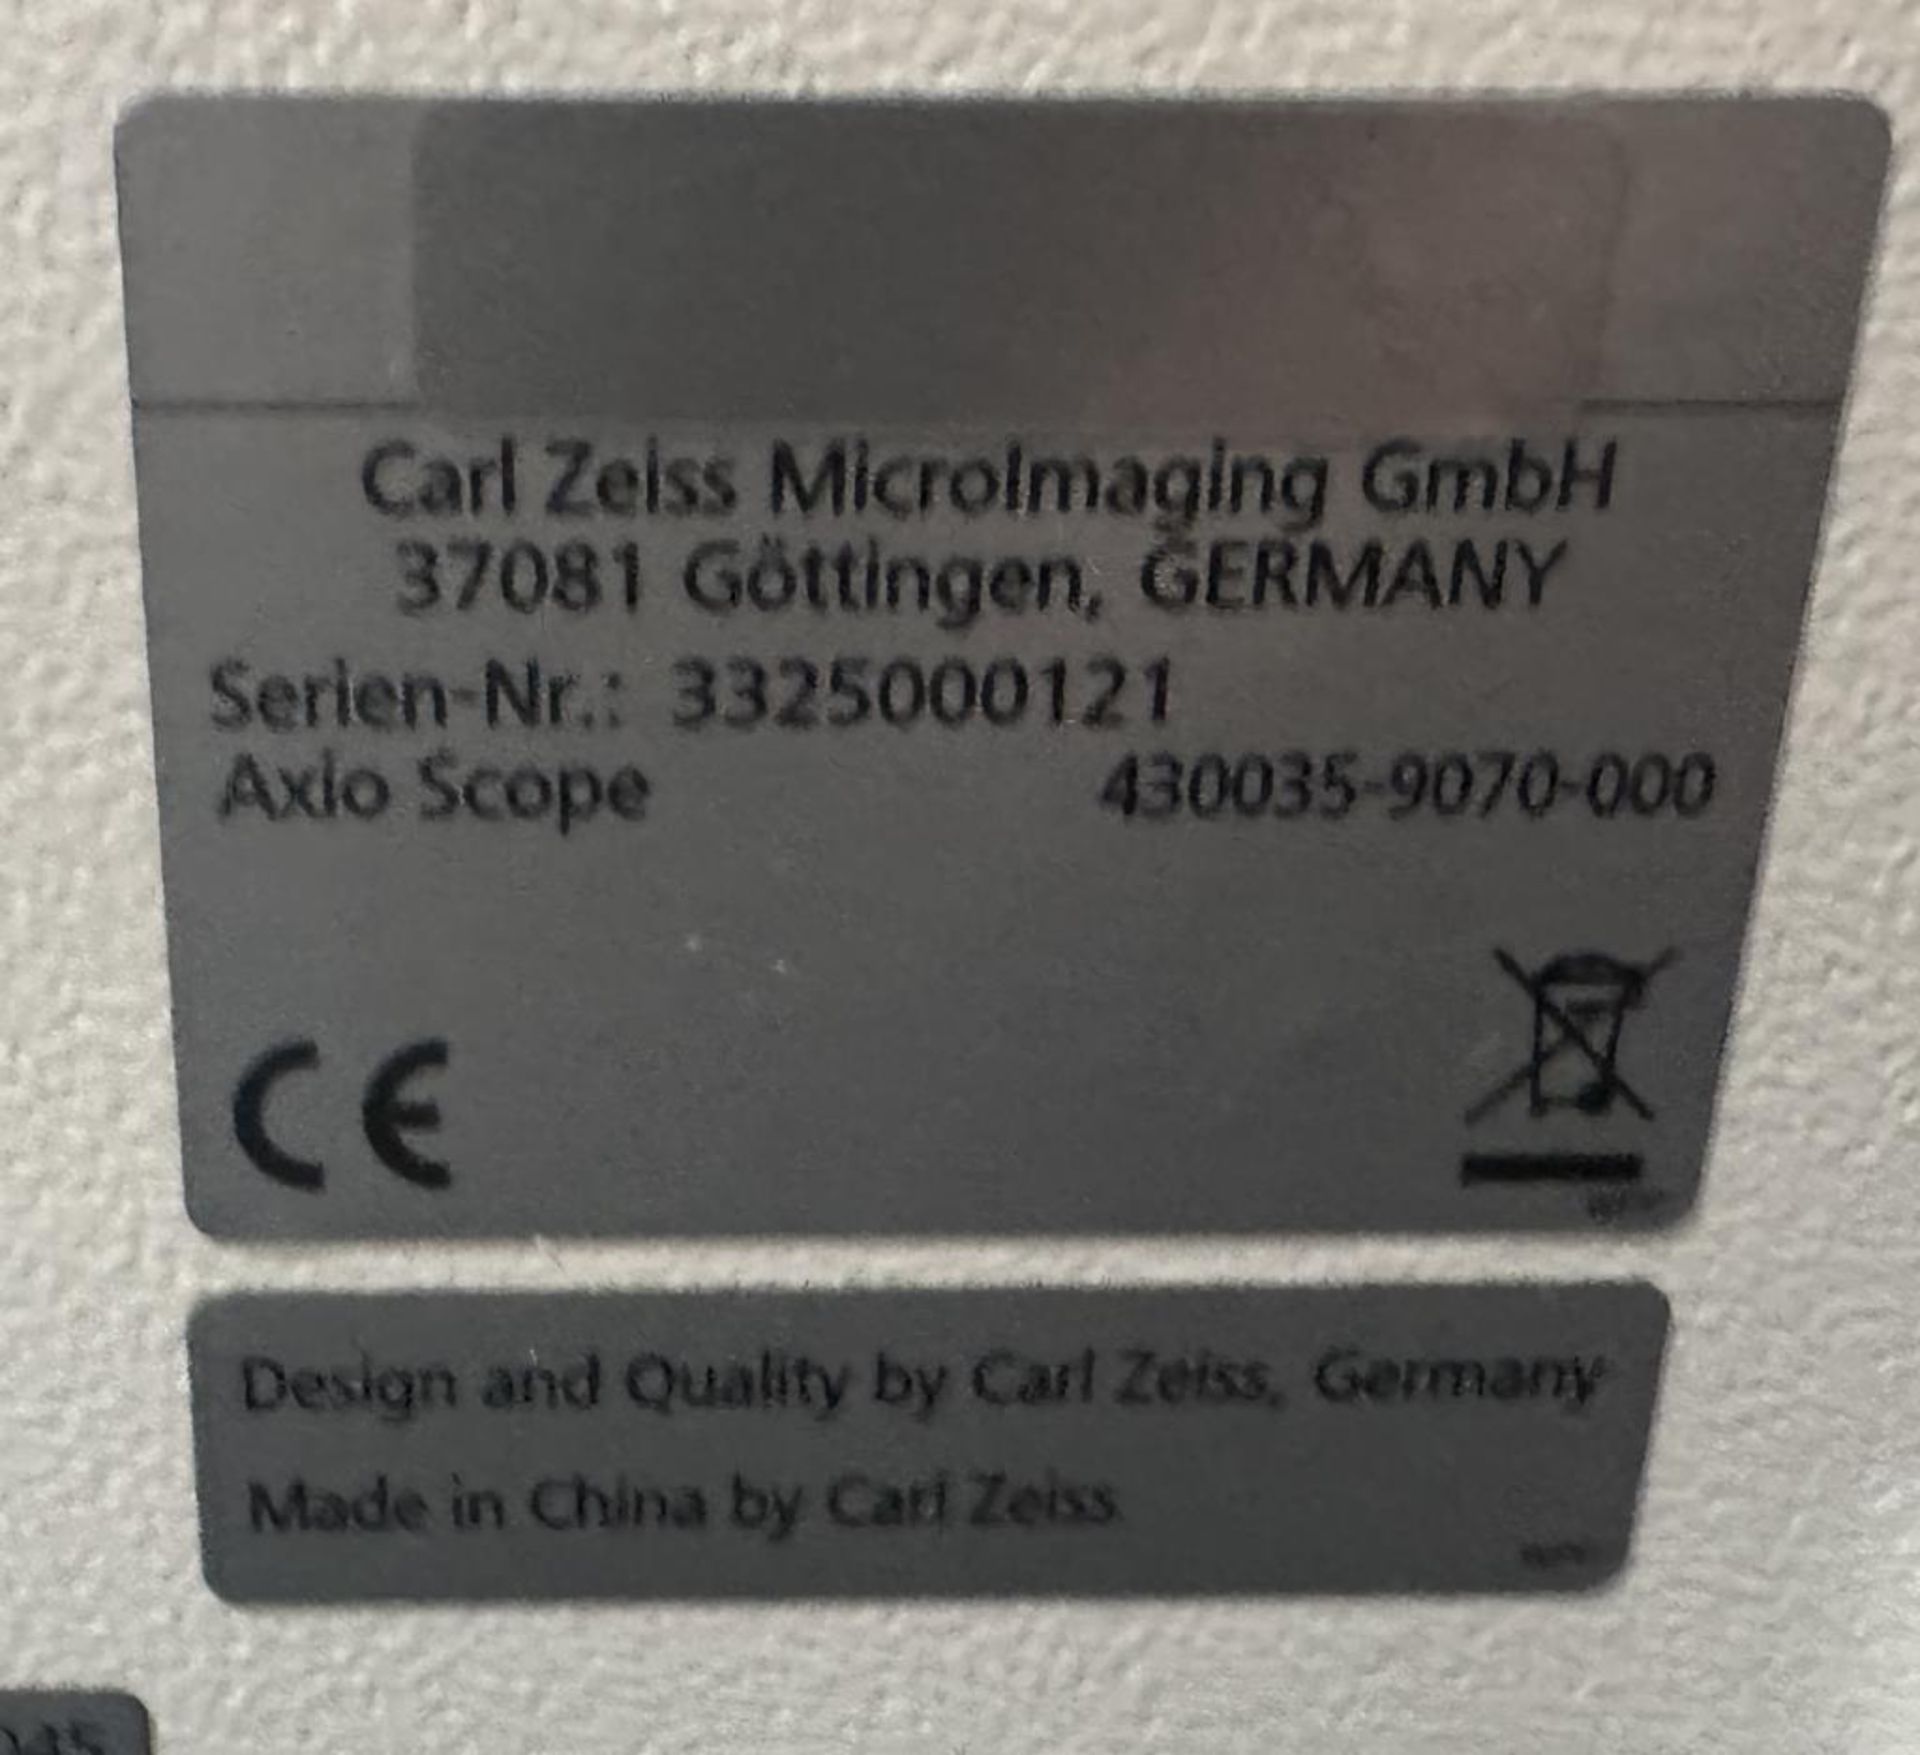 Carl Zeiss MicroImaging GmbH
37081 Göttingen, GERMANY
Serien-Nr.: 3325000121
Axio Scope 430035-9070-000
CE
Design and Quality by Carl Zeiss, Germany
Made in China by Carl Zeiss